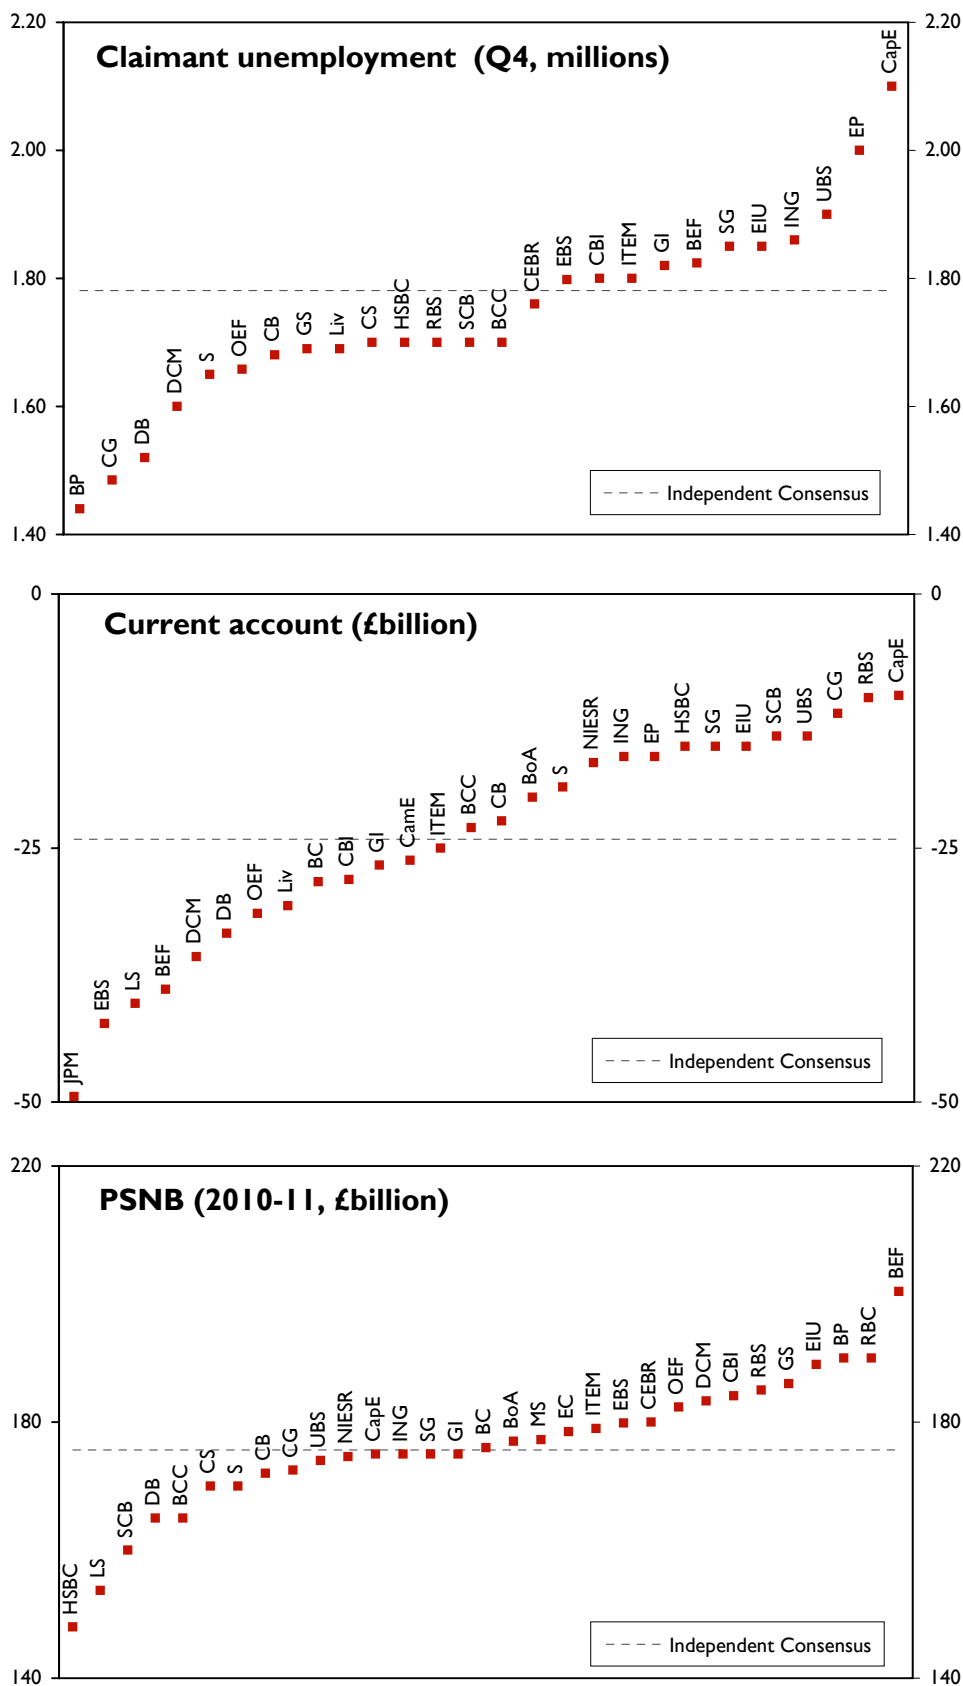 Claimant unemployment (Q4, millions)
2.20 2.20
2.00 2.00
1.80 1.80
1.60 1.60
1.40 1.40
BP CG DB DCM S OEF CB GS Liv CS HSBC RBS SCB BCC CEBR EBS CBI ITEM GI BEF SG EIU ING UBS EP CapE
Independent Consensus
Current account (£billion)
0 0
-25 -25
-50 -50
JPM EBS LS BEF DCM DB OEF Liv BC CBI GI CamE ITEM BCC CB BoA S NIESR ING EP HSBC SG EIU SCB UBS CG RBS CapE
Independent Consensus
PSNB (2010-11, £billion)
220 220
180 180
140 140
HSBC LS SCB DB BCC CS S CB CG UBS NIESR CapE ING SG GI BC BoA MS EC ITEM EBS CEBR OEF DCM CBI RBS GS EIU BP RBC BEF
Independent Consensus